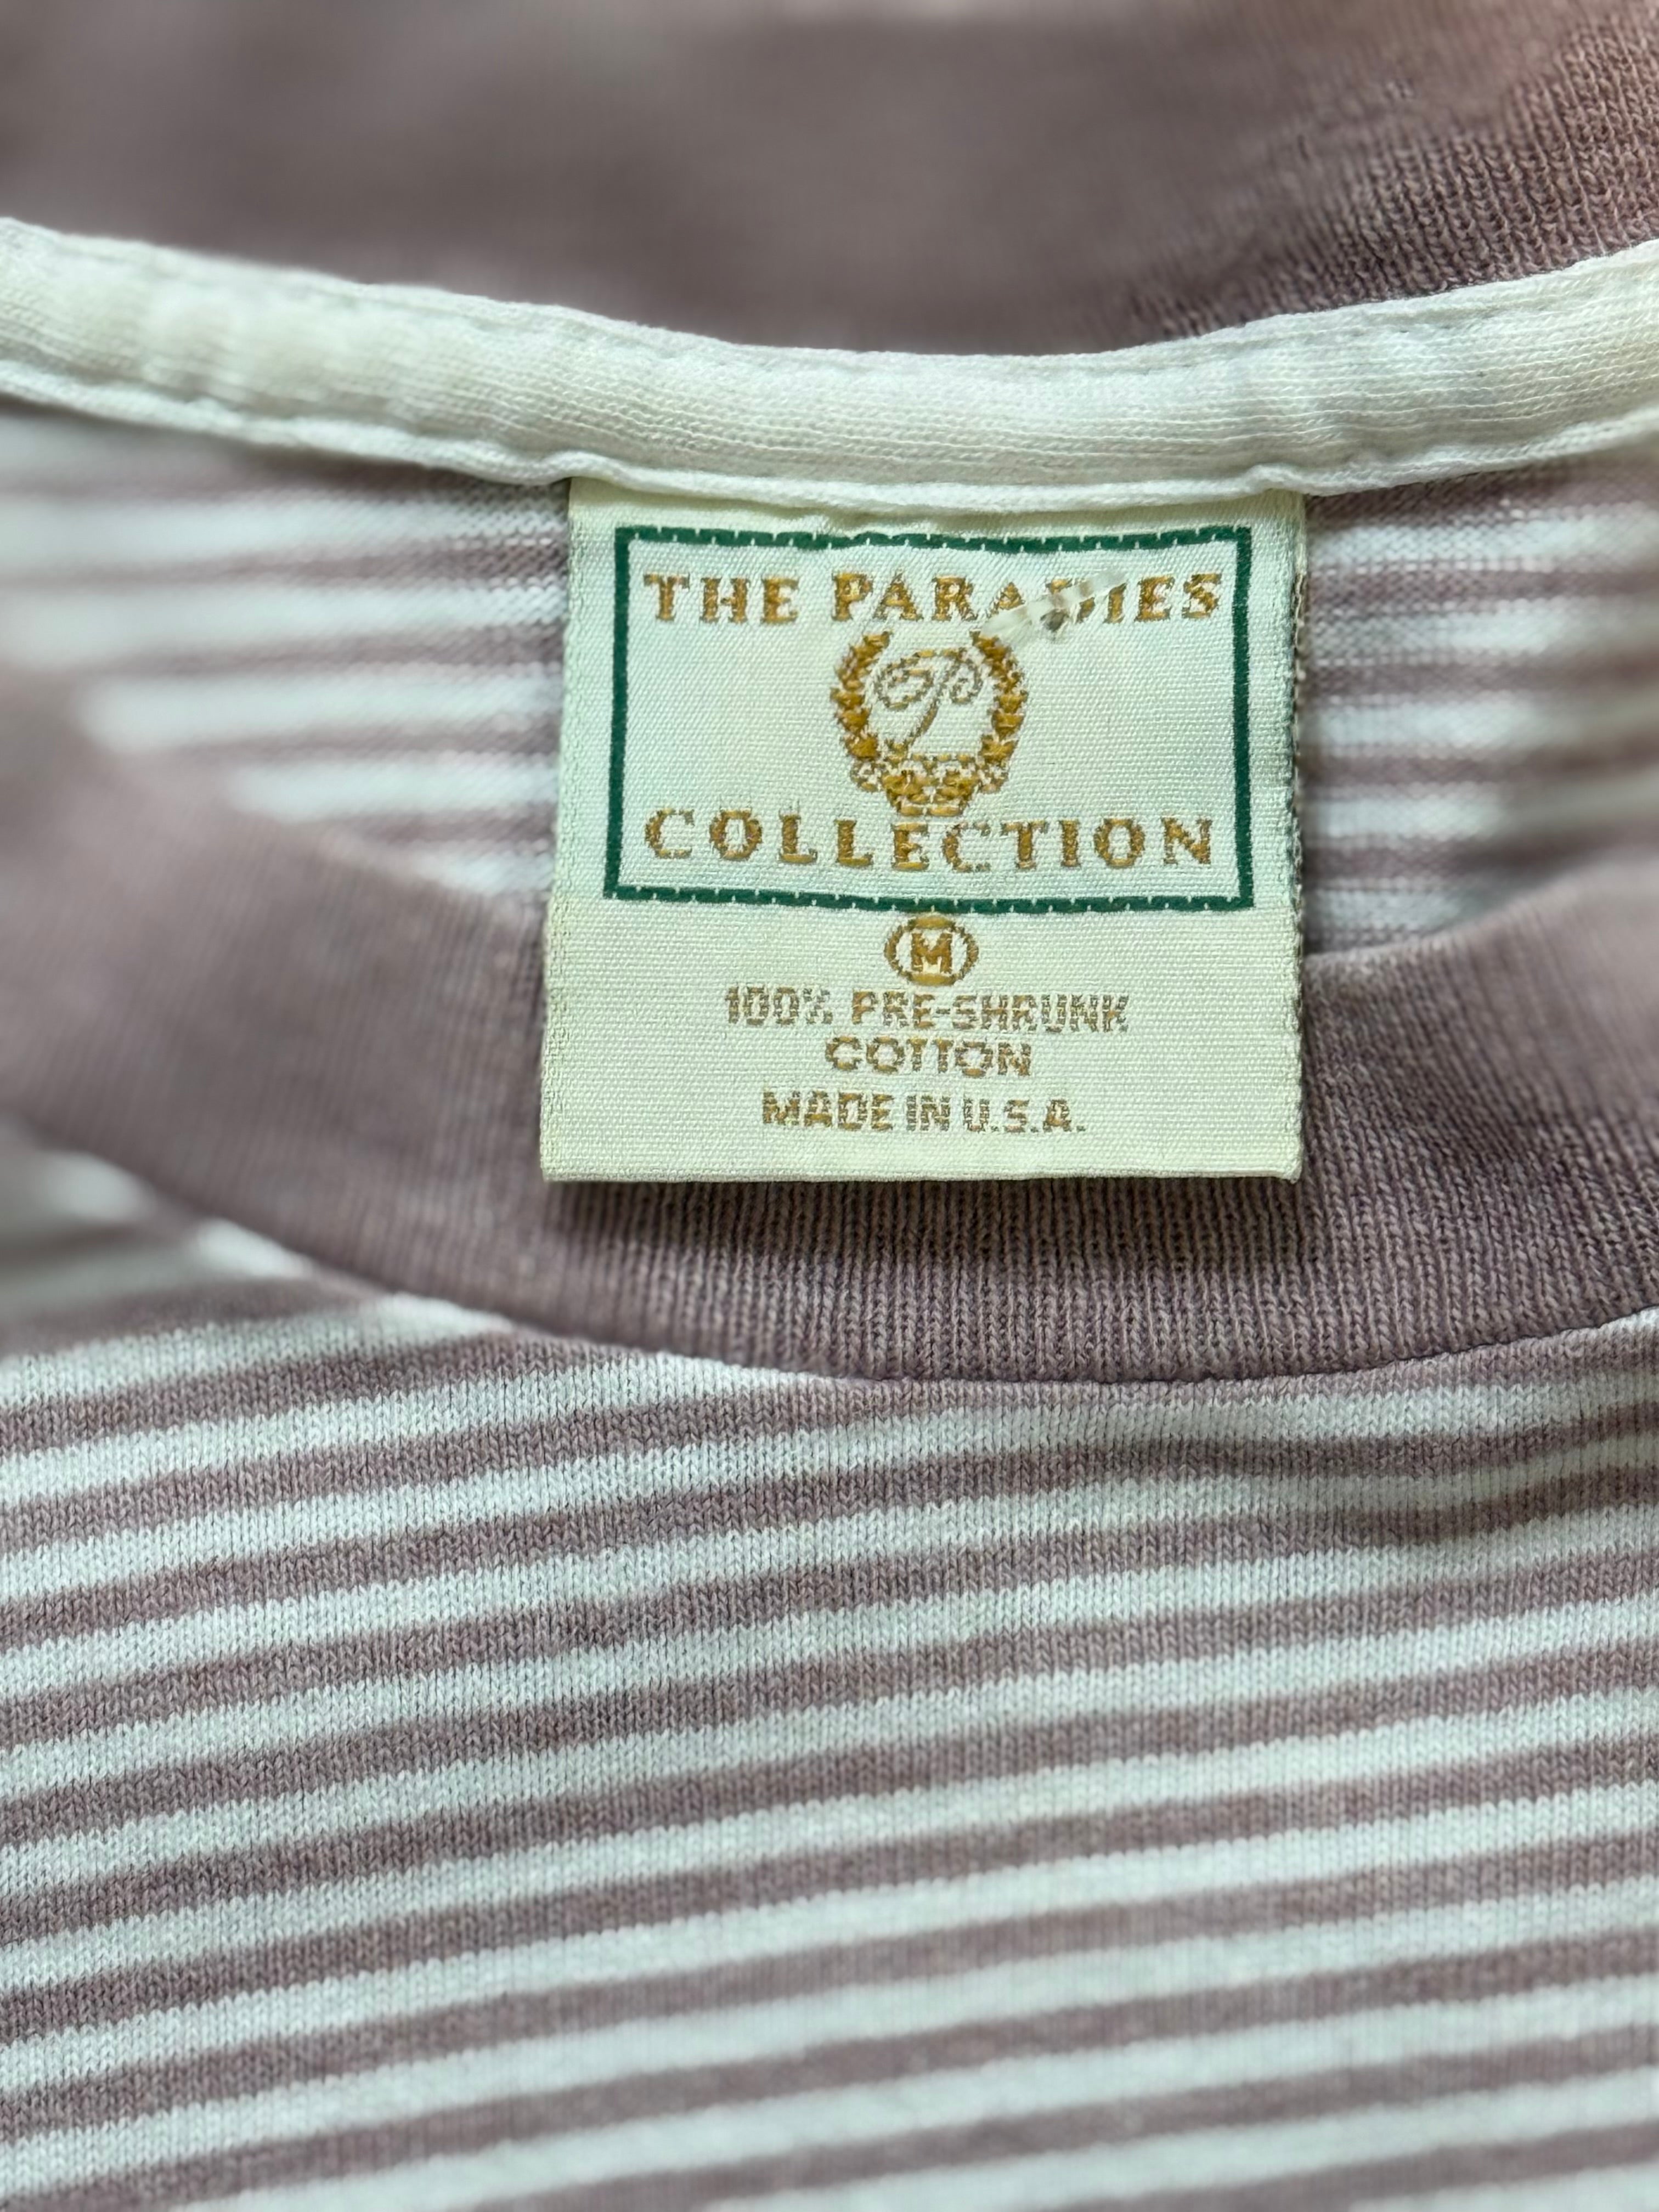 THE PARADIES
P
COLLECTION
M
100% PRE-SHRUNK
COTTON
MADE IN U.S.A.